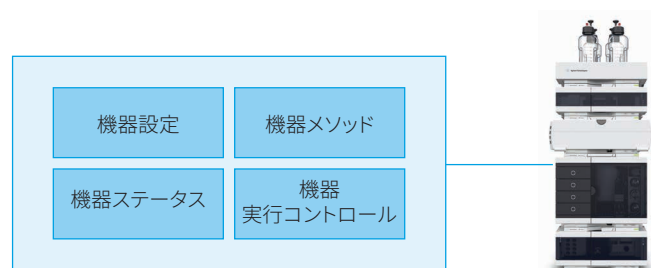 機器設定
機器メソッド
機器ステータス
機器
実行コントロール